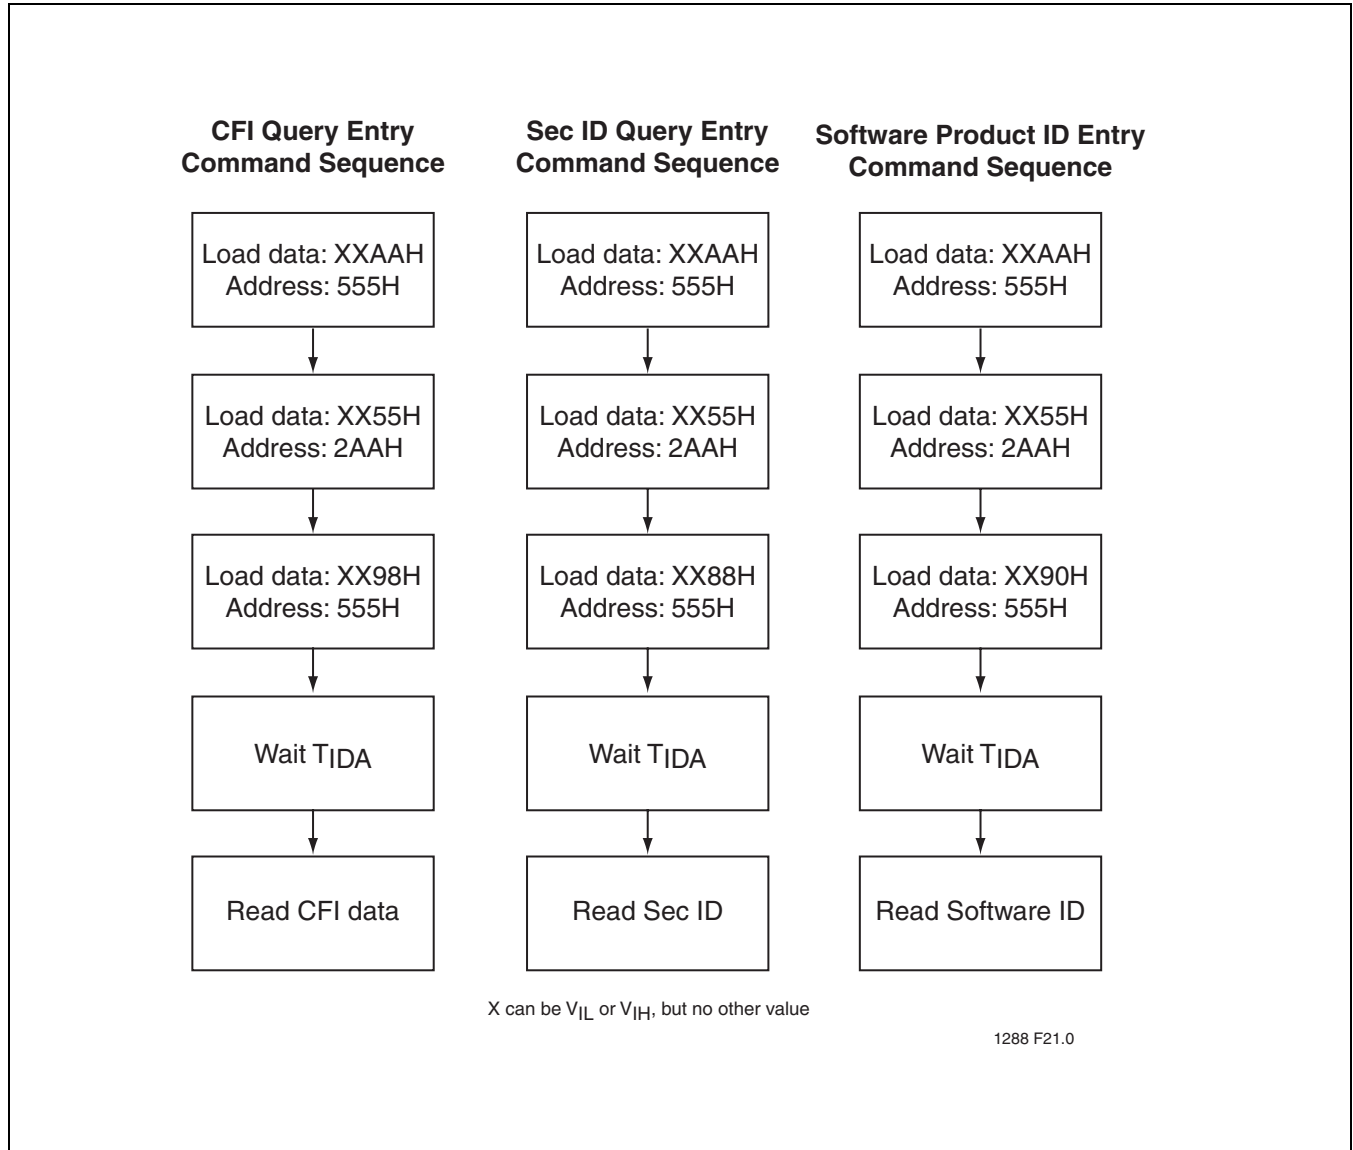 CFI Query Entry
Command Sequence
Load data: XXAAH
Address: 555H
Load data: XX55H
Address: 2AAH
Load data: XX98H
Address: 555H
Wait TIDA
Read CFI data
Sec ID Query Entry
Command Sequence
Load data: XXAAH
Address: 555H
Load data: XX55H
Address: 2AAH
Load data: XX88H
Address: 555H
Wait TIDA
Read Sec ID
Software Product ID Entry
Command Sequence
Load data: XXAAH
Address: 555H
Load data: XX55H
Address: 2AAH
Load data: XX90H
Address: 555H
Wait TIDA
Read Software ID
X can be VIL or VIH, but no other value
1288 F21.0